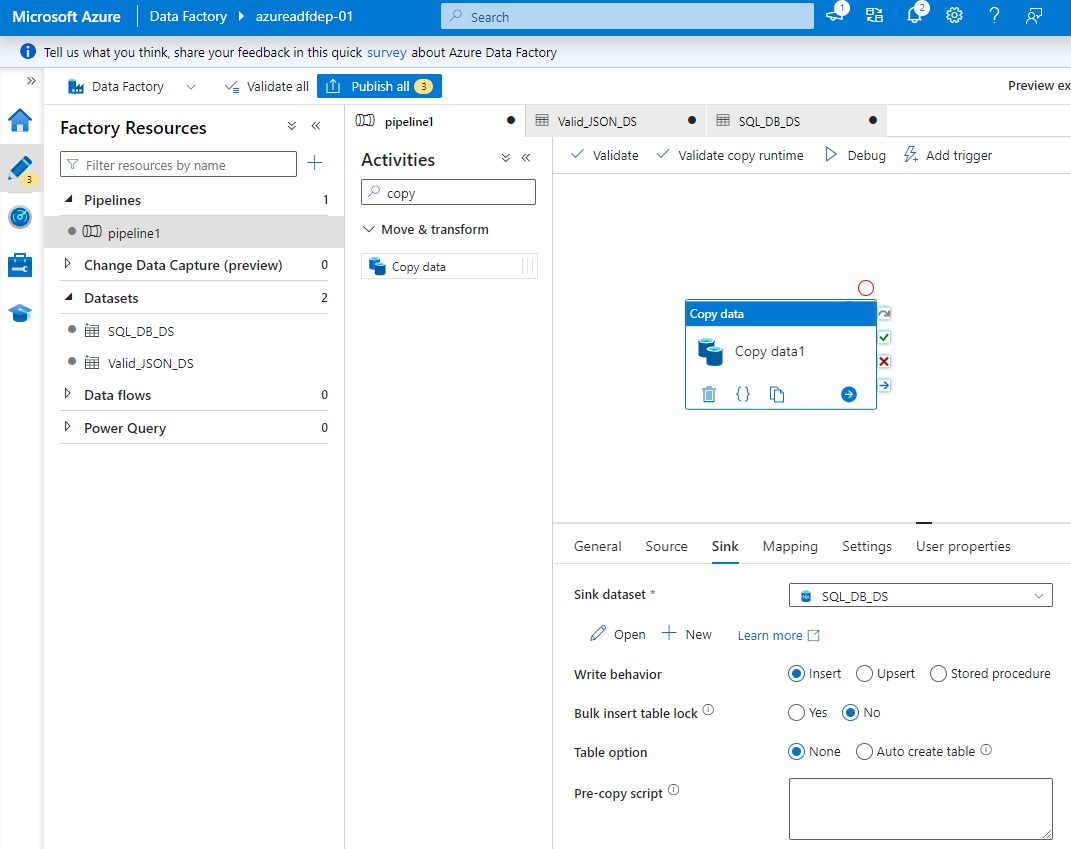 Microsoft Azure Data Factory azureadfdep-01 Search 1 2
Tell us what you think, share your feedback in this quick survey about Azure Data Factory
Data Factory Validate all Publish all 3 Preview ex
3
Factory Resources
Filter resources by name
Pipelines 1
pipeline1
Change Data Capture (preview) 0
Datasets 2
SQL_DB_DS
Valid_JSON_DS
Data flows 0
Power Query 0
pipeline1 Valid_JSON_DS SQL_DB_DS
Activities
copy
Move & transform
Copy data
Validate Validate copy runtime Debug Add trigger
Copy data
Copy data1
General Source Sink Mapping Settings User properties
Sink dataset * SQL_DB_DS
Open New Learn more
Write behavior Insert Upsert Stored procedure
Bulk insert table lock Yes No
Table option None Auto create table
Pre-copy script